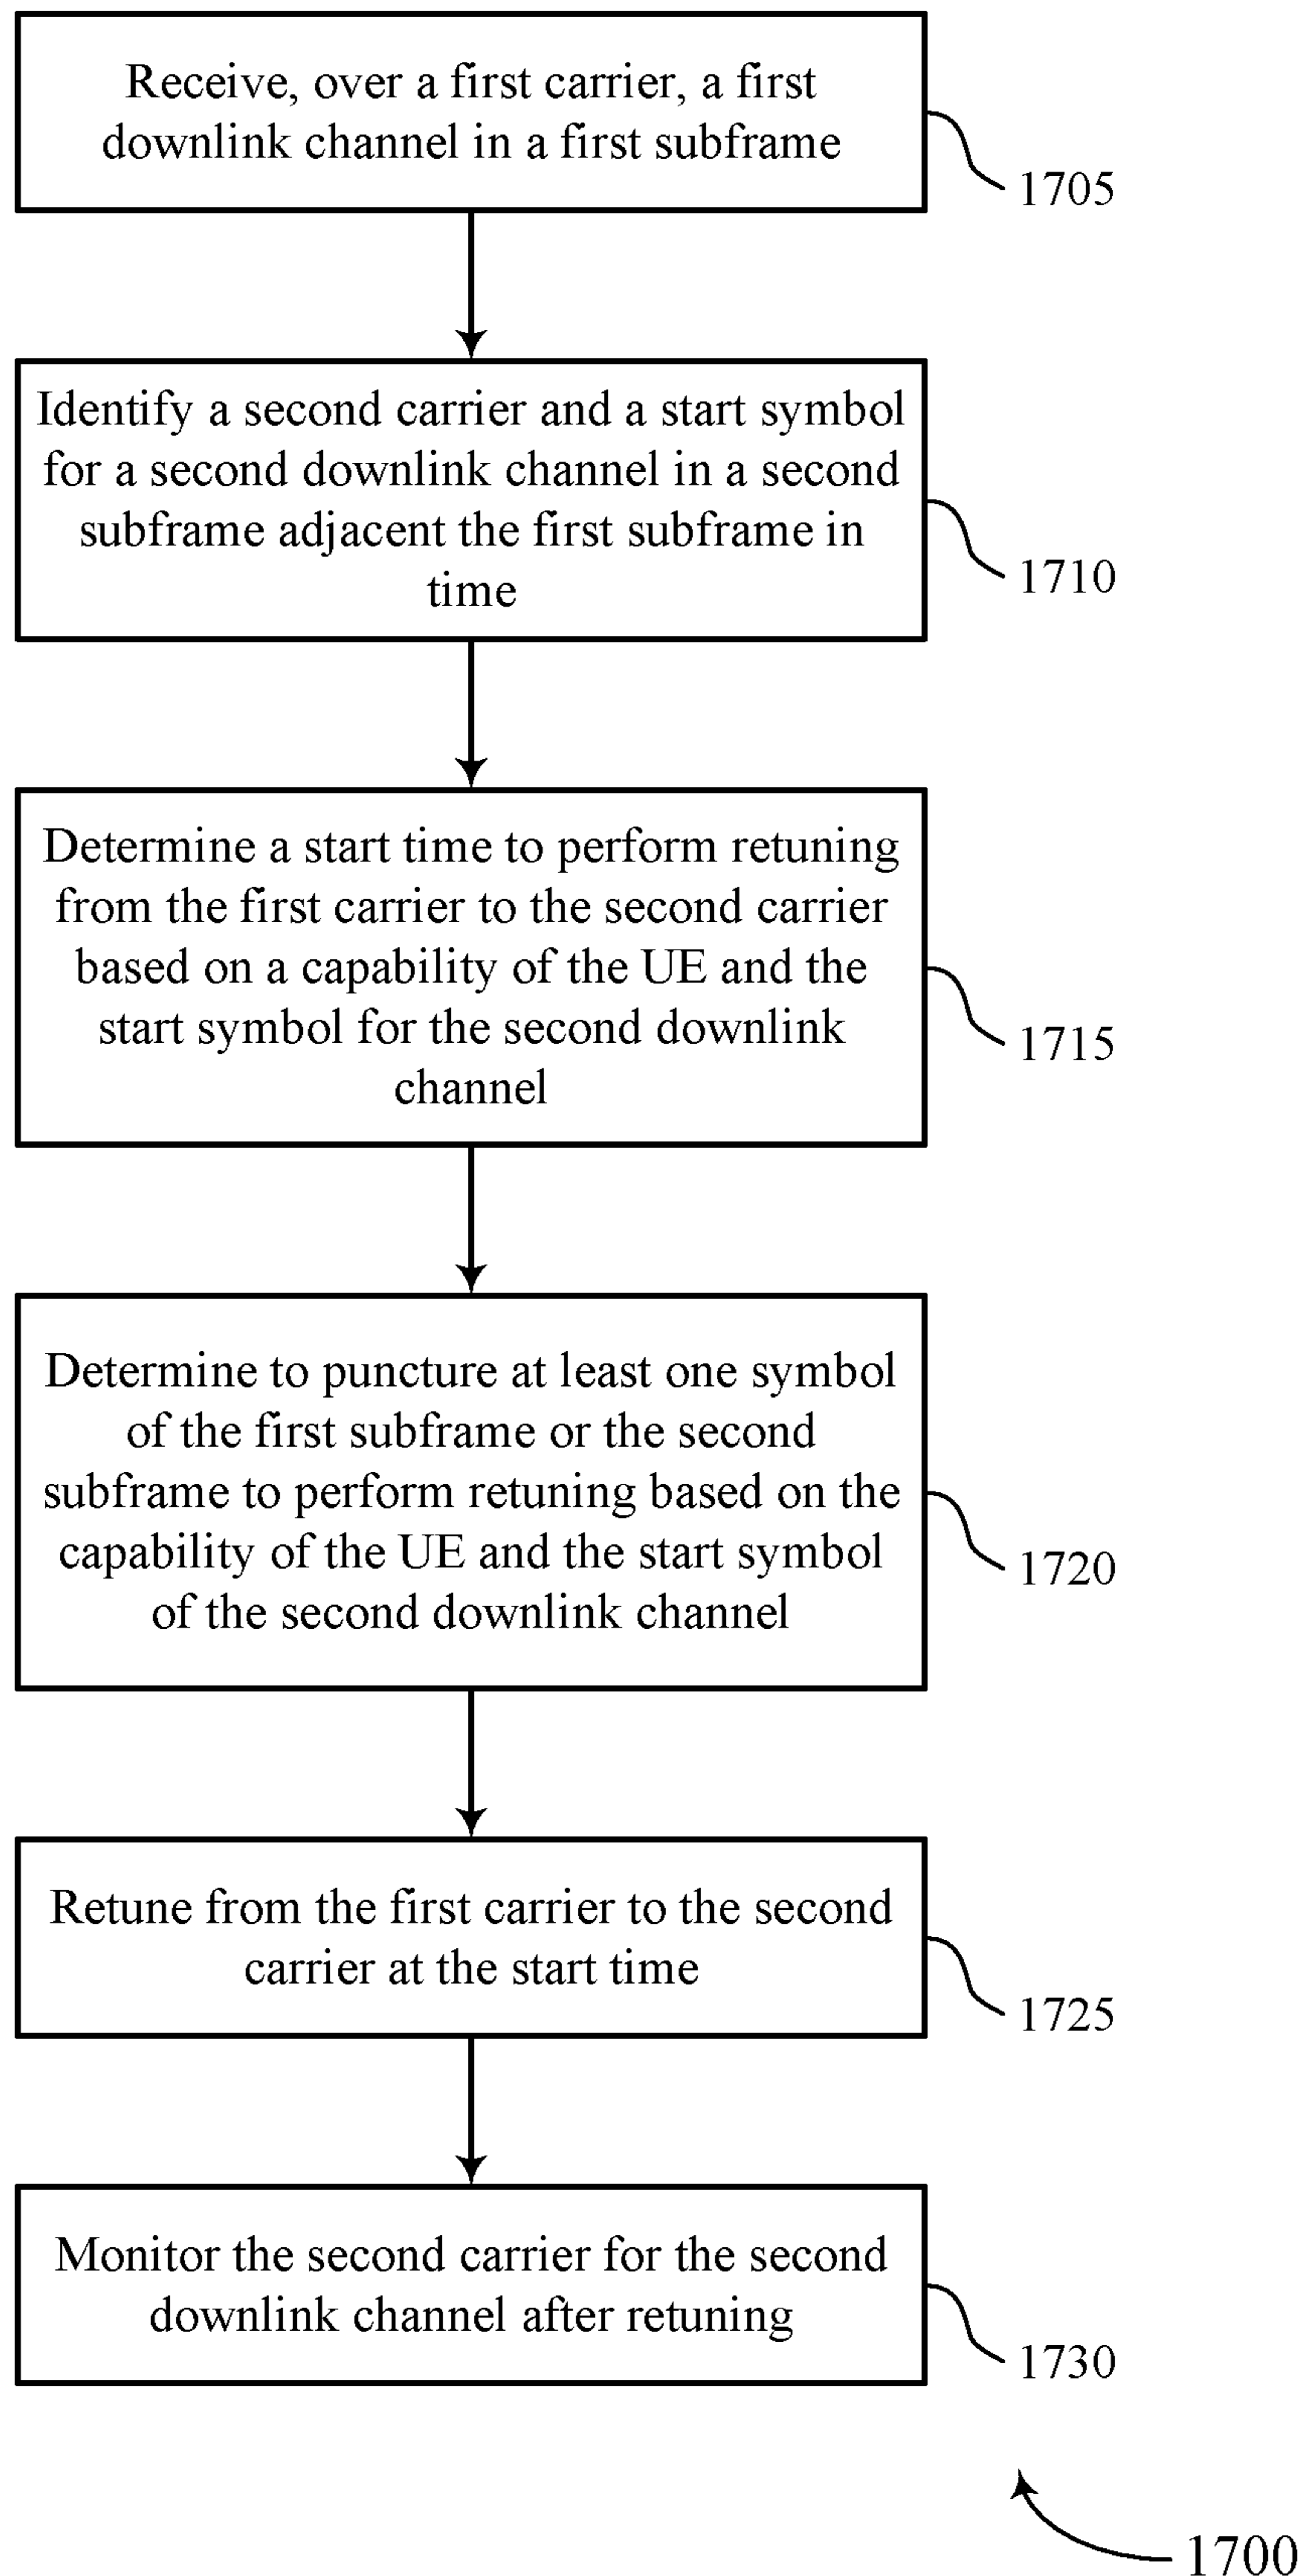 Receive, over a first carrier, a first
downlink channel in a first subframe
1705
Identify a second carrier and a start symbol
for a second downlink channel in a second
subframe adjacent the first subframe in
time
1710
Determine a start time to perform retuning
from the first carrier to the second carrier
based on a capability of the UE and the
start symbol for the second downlink
channel
1715
Determine to puncture at least one symbol
of the first subframe or the second
subframe to perform retuning based on the
capability of the UE and the start symbol
of the second downlink channel
1720
Retune from the first carrier to the second
carrier at the start time
1725
Monitor the second carrier for the second
downlink channel after retuning
1730
1700